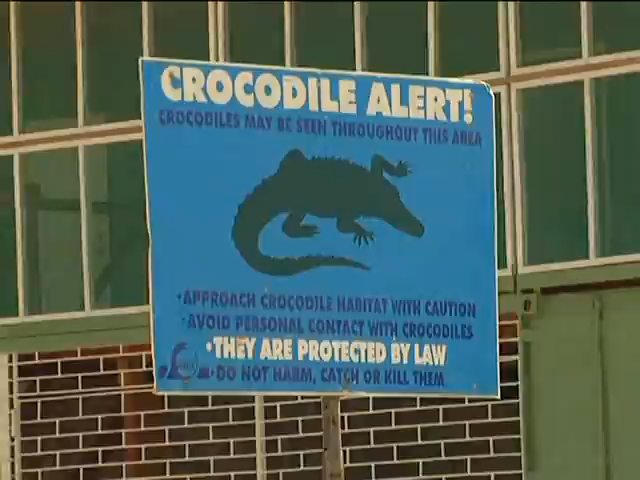 CROCODILE ALERT!
CROCODILES MAY BE SEEN THROUGHOUT THIS AREA
•APPROACH CROCODILE HABITAT WITH CAUTION
•AVOID PERSONAL CONTACT WITH CROCODILES
•THEY ARE PROTECTED BY LAW
•DO NOT HARM, CATCH OR KILL THEM